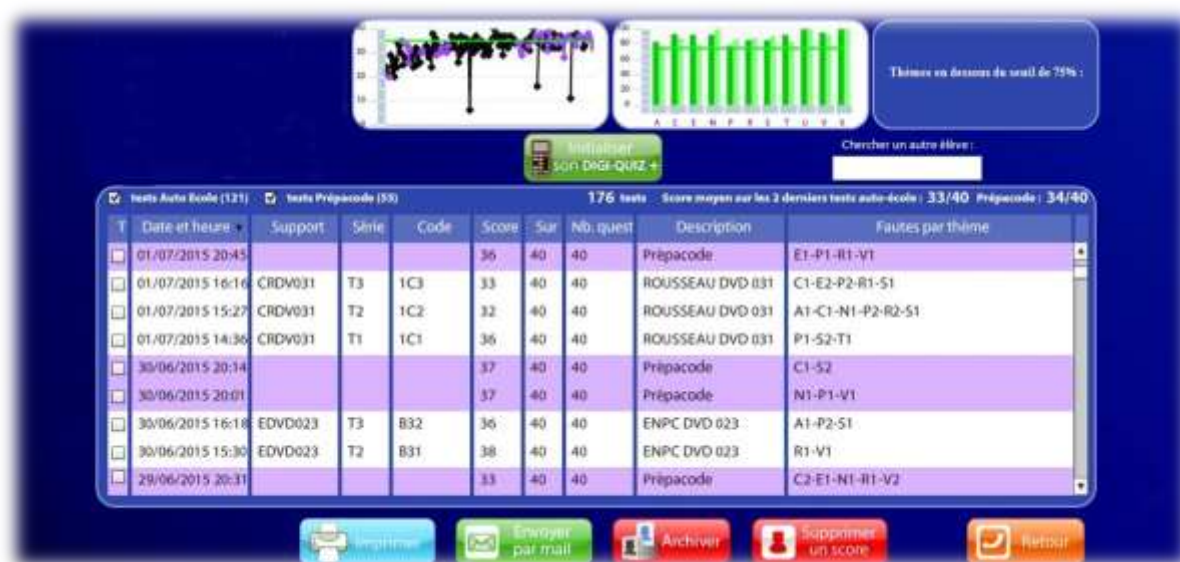 Thèmes en dessous du seuil de 75% :
A C E N P R S T U V X
Initialiser
son DIGI-QUIZ +
Chercher un autre élève :
tests Auto Ecole (121) tests Prépacode (55) 176 tests Score moyen sur les 2 derniers tests auto-école : 33/40 Prépacode : 34/40
T Date et heure Support Série Code Score Sur Nb. quest Description Fautes par thème
01/07/2015 20:45 36 40 40 Prépacode E1-P1-R1-V1
01/07/2015 16:16 CRDV031 T3 1C3 33 40 40 ROUSSEAU DVD 031 C1-E2-P2-R1-S1
01/07/2015 15:27 CRDV031 T2 1C2 32 40 40 ROUSSEAU DVD 031 A1-C1-N1-P2-R2-S1
01/07/2015 14:36 CRDV031 T1 1C1 36 40 40 ROUSSEAU DVD 031 P1-S2-T1
30/06/2015 20:14 37 40 40 Prépacode C1-S2
30/06/2015 20:01 37 40 40 Prépacode N1-P1-V1
30/06/2015 16:18 EDVD023 T3 B32 36 40 40 ENPC DVD 023 A1-P2-S1
30/06/2015 15:30 EDVD023 T2 B31 38 40 40 ENPC DVD 023 R1-V1
29/06/2015 20:31 33 40 40 Prépacode C2-E1-N1-R1-V2
Imprimer
Envoyer
par mail
Archiver
Supprimer
un score
Retour